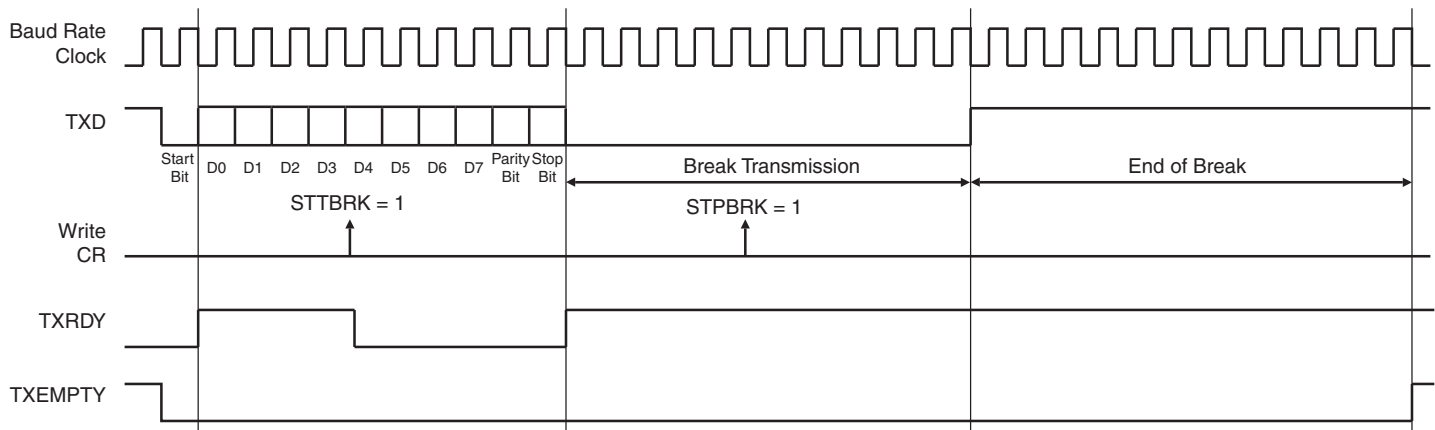 Baud Rate
Clock
TXD
Start
Bit
D0 D1 D2 D3 D4 D5 D6 D7
Parity
Bit
Stop
Bit
Break Transmission
End of Break
STTBRK = 1
STPBRK = 1
Write
CR
TXRDY
TXEMPTY